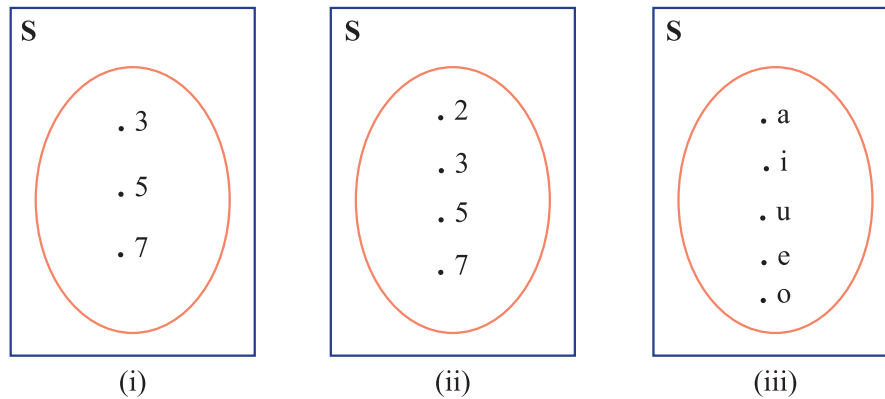 S
. 3
. 5
. 7
(i)
S
. 2
. 3
. 5
. 7
(ii)
S
. a
. i
. u
. e
. o
(iii)